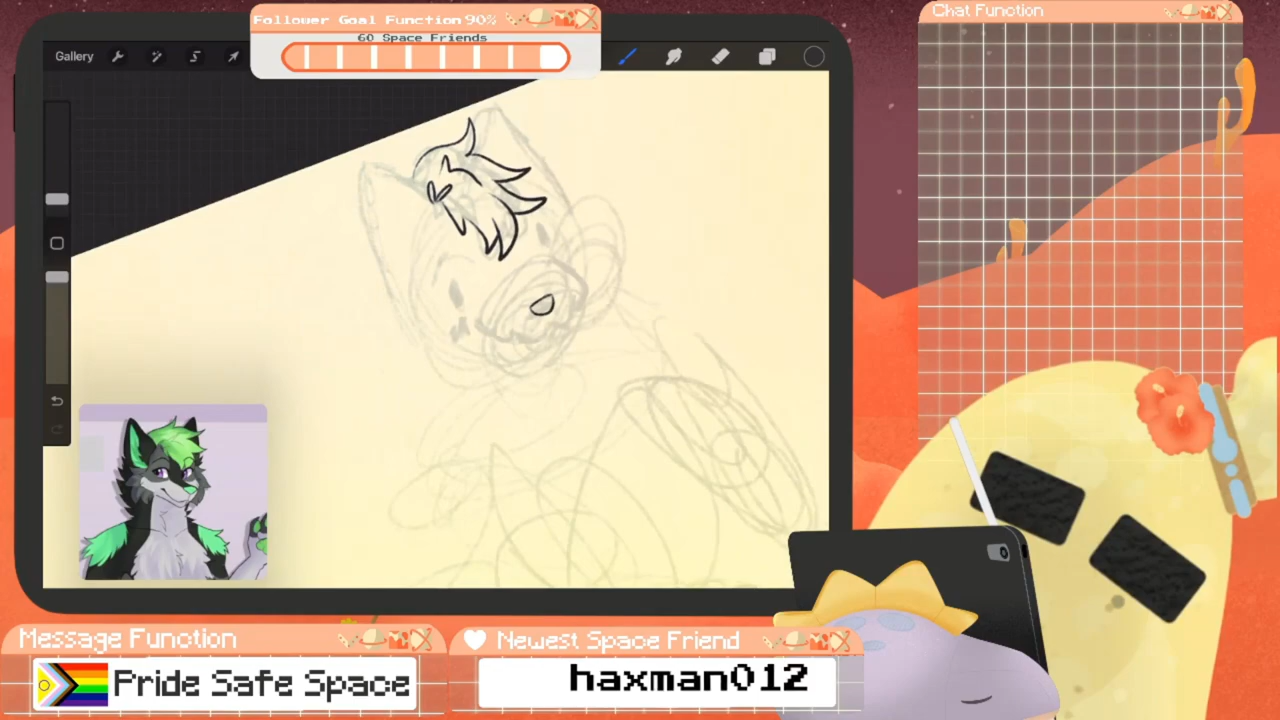 Follower Goal Function 90%
60 Space Friends
Chat Function
Gallery
Message Function
Pride Safe Space
Newest Space Friend
haxman012